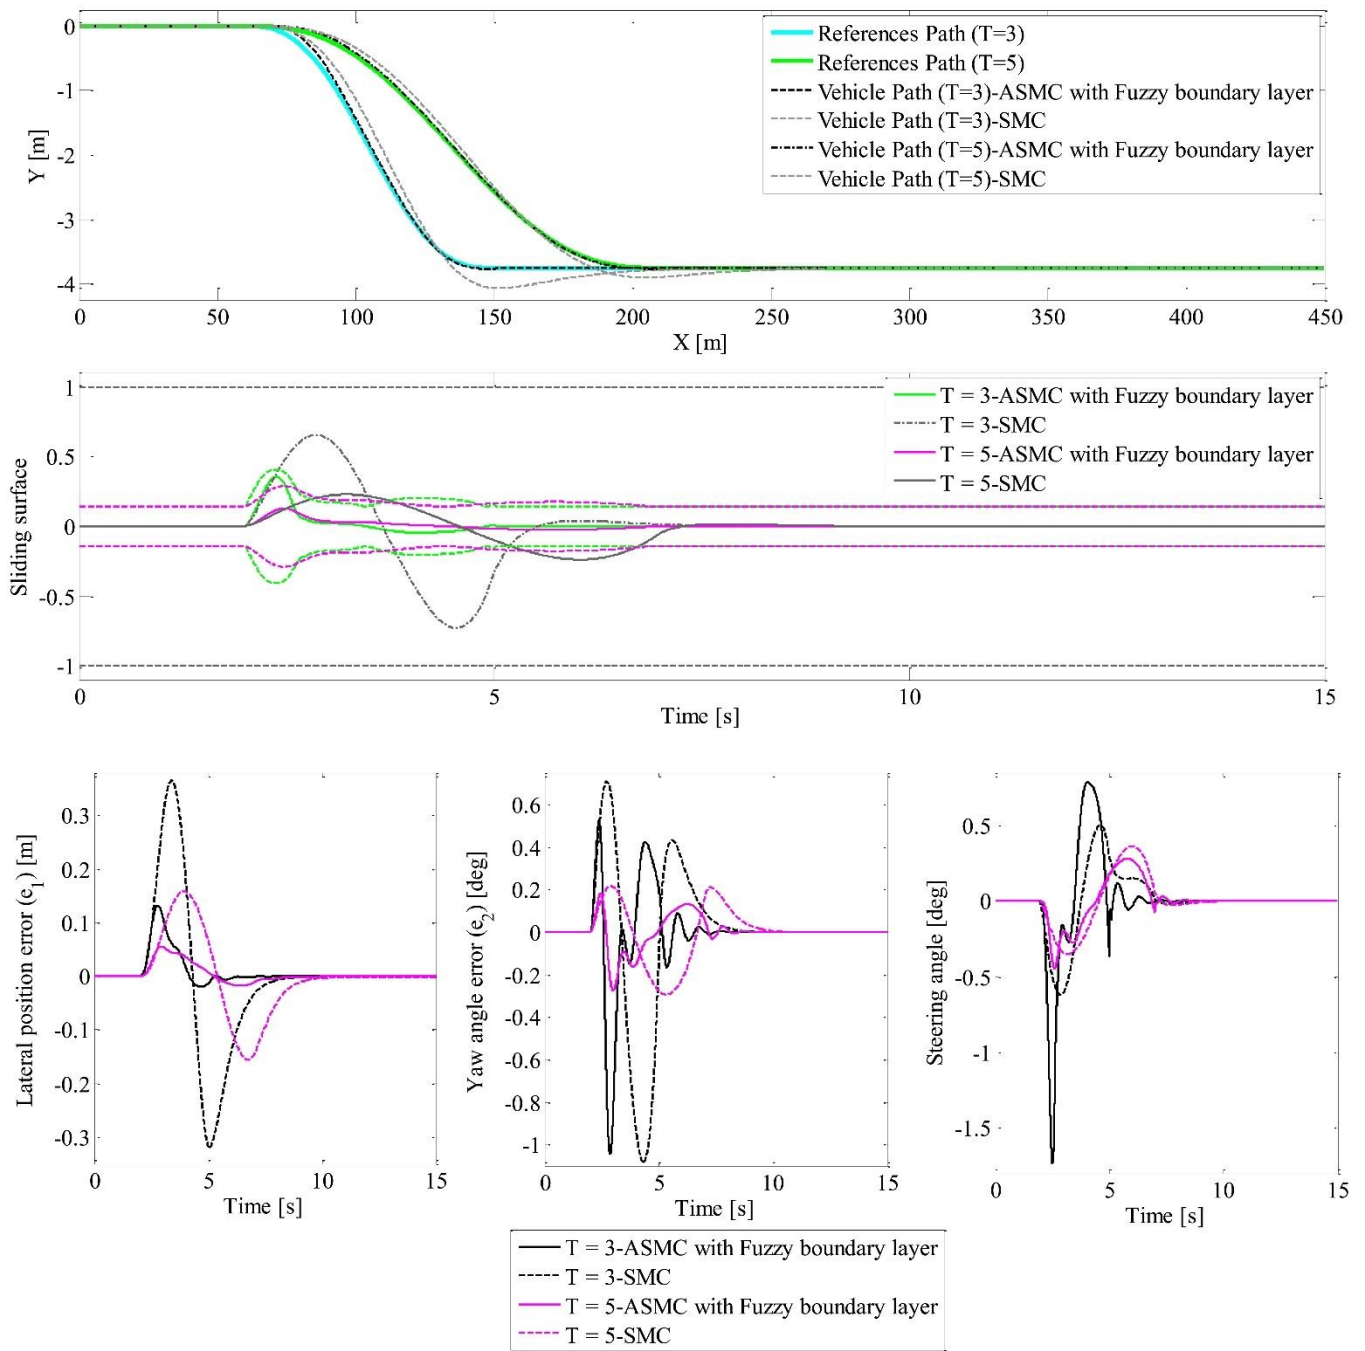 0
-1
-2
-3
-4
Y [m]
References Path (T=3)
References Path (T=5)
Vehicle Path (T=3)-ASMC with Fuzzy boundary layer
Vehicle Path (T=3)-SMC
Vehicle Path (T=5)-ASMC with Fuzzy boundary layer
Vehicle Path (T=5)-SMC
0 50 100 150 200 250 300 350 400 450
X [m]
1
0.5
0
-0.5
-1
Sliding surface
T = 3-ASMC with Fuzzy boundary layer
T = 3-SMC
T = 5-ASMC with Fuzzy boundary layer
T = 5-SMC
0 5 10 15
Time [s]
0.3
0.2
0.1
0
-0.1
-0.2
-0.3
Lateral position error (e1) [m]
0 5 10 15
Time [s]
0.6
0.4
0.2
0
-0.2
-0.4
-0.6
-0.8
-1
Yaw angle error (e2) [deg]
0 5 10 15
Time [s]
0.5
0
-0.5
-1
-1.5
Steering angle [deg]
0 5 10 15
Time [s]
T = 3-ASMC with Fuzzy boundary layer
T = 3-SMC
T = 5-ASMC with Fuzzy boundary layer
T = 5-SMC